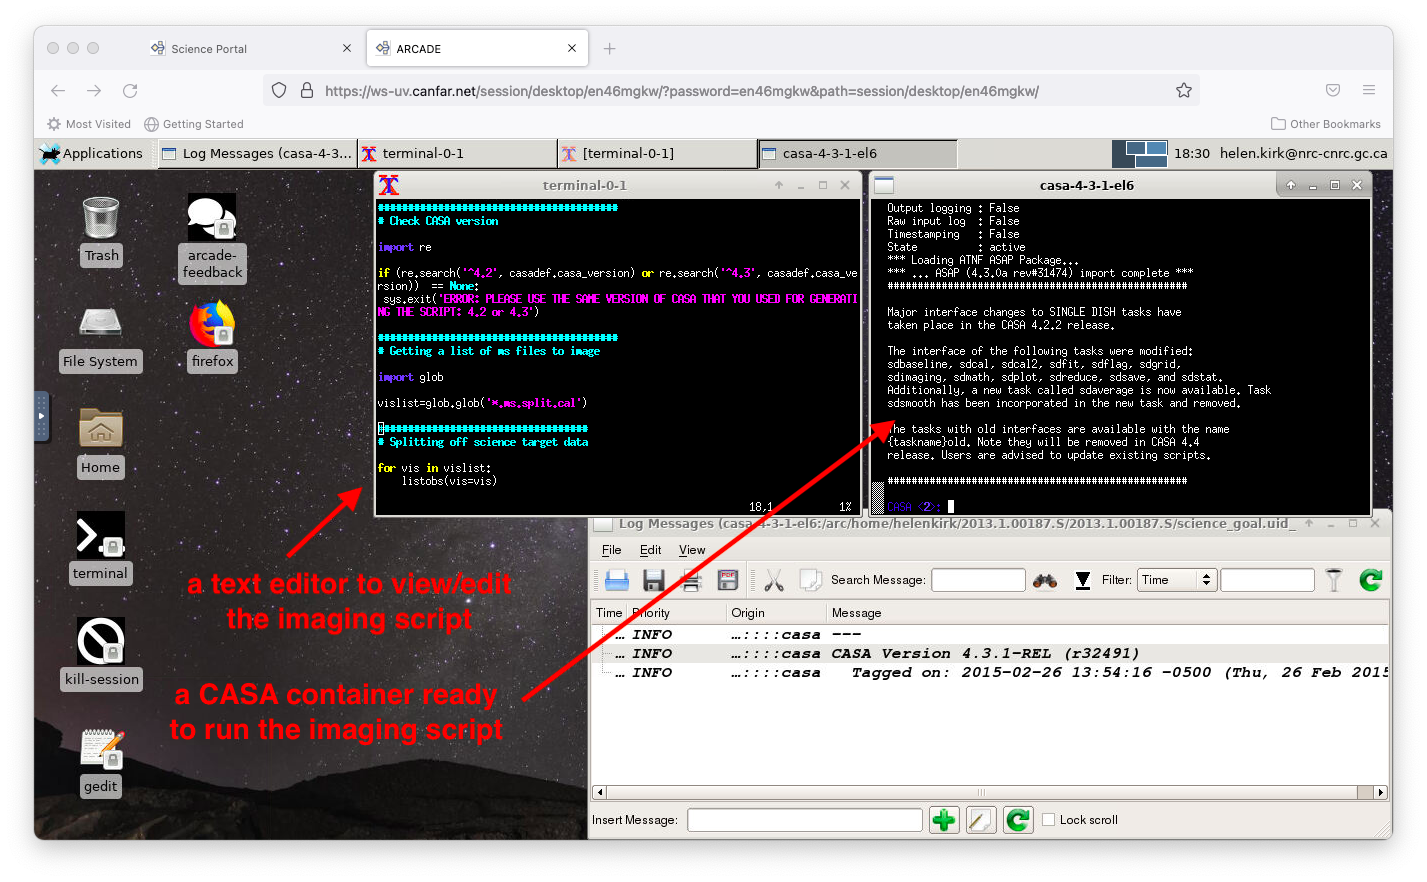 Science Portal
ARCADE
https://ws-uv.canfar.net/session/desktop/en46mgkw/?password=en46mgkw&path=session/desktop/en46mgkw/
Most Visited
Getting Started
Other Bookmarks
Applications
Log Messages (casa-4-3...
terminal-0-1
[terminal-0-1]
casa-4-3-1-el6
18:30
helen.kirk@nrc-cnrc.gc.ca
Trash
arcade-
feedback
File System
firefox
Home
terminal
kill-session
gedit
terminal-0-1
########################################
# Check CASA version
import re
if (re.search('^4.2', casadef.casa_version) or re.search('^4.3', casadef.casa_ve
rsion)) == None:
sys.exit('ERROR: PLEASE USE THE SAME VERSION OF CASA THAT YOU USED FOR GENERATI
NG THE SCRIPT: 4.2 or 4.3')
########################################
# Getting a list of ms files to image
import glob
vislist=glob.glob('*.ms.split.cal')
###################################
# Splitting off science target data
for vis in vislist:
listobs(vis=vis)
18,1
1%
casa-4-3-1-el6
Output logging : False
Raw input log : False
Timestamping : False
State : active
*** Loading ATNF ASAP Package...
*** ... ASAP (4.3.0a rev#31474) import complete ***
##################################################
Major interface changes to SINGLE DISH tasks have
taken place in the CASA 4.2.2 release.
The interface of the following tasks were modified:
sdbaseline, sdcal, sdcal2, sdfit, sdflag, sdgrid,
sdimaging, sdmath, sdplot, sdreduce, sdsave, and sdstat.
Additionally, a new task called sdaverage is now available. Task
sdsmooth has been incorporated in the new task and removed.
The tasks with old interfaces are available with the name
{taskname}old. Note they will be removed in CASA 4.4
release. Users are advised to update existing scripts.
##################################################
CASA <2>:
a text editor to view/edit
the imaging script
a CASA container ready
to run the imaging script
Log Messages (casa-4-3-1-el6:/arc/home/helenkirk/2013.1.00187.S/2013.1.00187.S/science_goal.uid_
File Edit View
PDF
Search Message:
Filter:
Time
Time Priority Origin Message
... INFO ...::::casa ---
... INFO ...::::casa CASA Version 4.3.1-REL (r32491)
... INFO ...::::casa Tagged on: 2015-02-26 13:54:16 -0500 (Thu, 26 Feb 2015
Insert Message:
Lock scroll